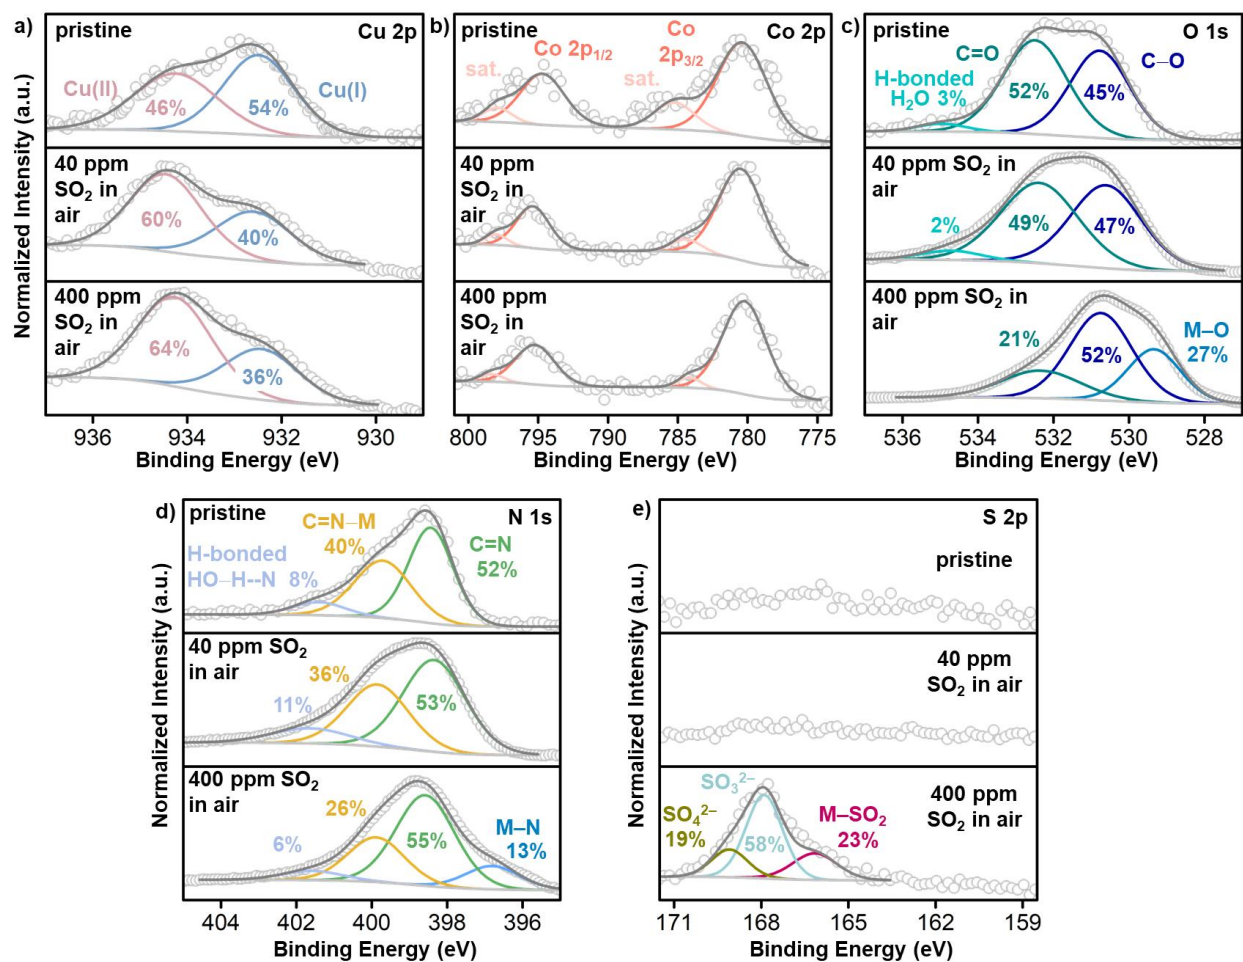 a)
pristine
Cu 2p
Cu(II)
46%
54%
Cu(I)
40 ppm
SO₂ in
air
60%
40%
400 ppm
SO₂ in
air
64%
36%
936 934 932 930
Binding Energy (eV)
Normalized Intensity (a.u.)
b)
pristine
Co 2p
Co 2p1/2
Co
2p3/2
sat.
sat.
40 ppm
SO₂ in
air
400 ppm
SO₂ in
air
800 795 790 785 780 775
Binding Energy (eV)
c)
pristine
O 1s
C=O
C–O
H-bonded
H₂O 3%
52%
45%
40 ppm SO₂ in
air
2%
49%
47%
400 ppm SO₂ in
air
21%
52%
M–O
27%
536 534 532 530 528
Binding Energy (eV)
d)
pristine
N 1s
C=N–M
40%
C=N
52%
H-bonded
HO–H--N 8%
40 ppm SO₂
in air
36%
11%
53%
400 ppm SO₂
in air
26%
6%
55%
M–N
13%
404 402 400 398 396
Binding Energy (eV)
Normalized Intensity (a.u.)
e)
S 2p
pristine
40 ppm
SO₂ in air
400 ppm
SO₂ in air
SO₃²⁻
SO₄²⁻
19%
58%
M–SO₂
23%
171 168 165 162 159
Binding Energy (eV)
Normalized Intensity (a.u.)